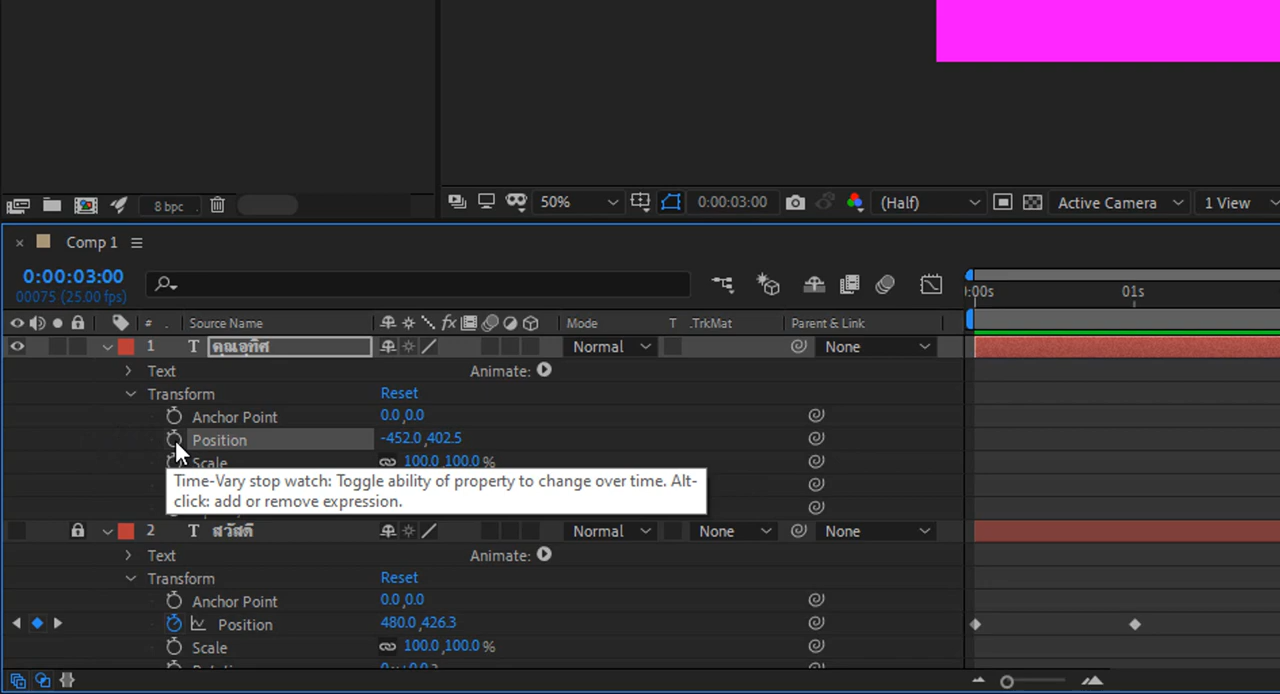 8 bpc
50%
0:00:03:00
(Half)
Active Camera
1 View
Comp 1
0:00:03:00
00075 (25.00 fps)
:00s
01s
#
Source Name
fx
Mode
T
.TrkMat
Parent & Link
1
T
คุณอุทิศ
Normal
None
Text
Animate:
Transform
Reset
Anchor Point
0.0,0.0
Position
-452.0,402.5
Scale
100.0,100.0 %
Time-Vary stop watch: Toggle ability of property to change over time. Alt-
click: add or remove expression.
2
T
สวัสดี
Normal
None
None
Text
Animate:
Transform
Reset
Anchor Point
0.0,0.0
Position
480.0,426.3
Scale
100.0,100.0 %